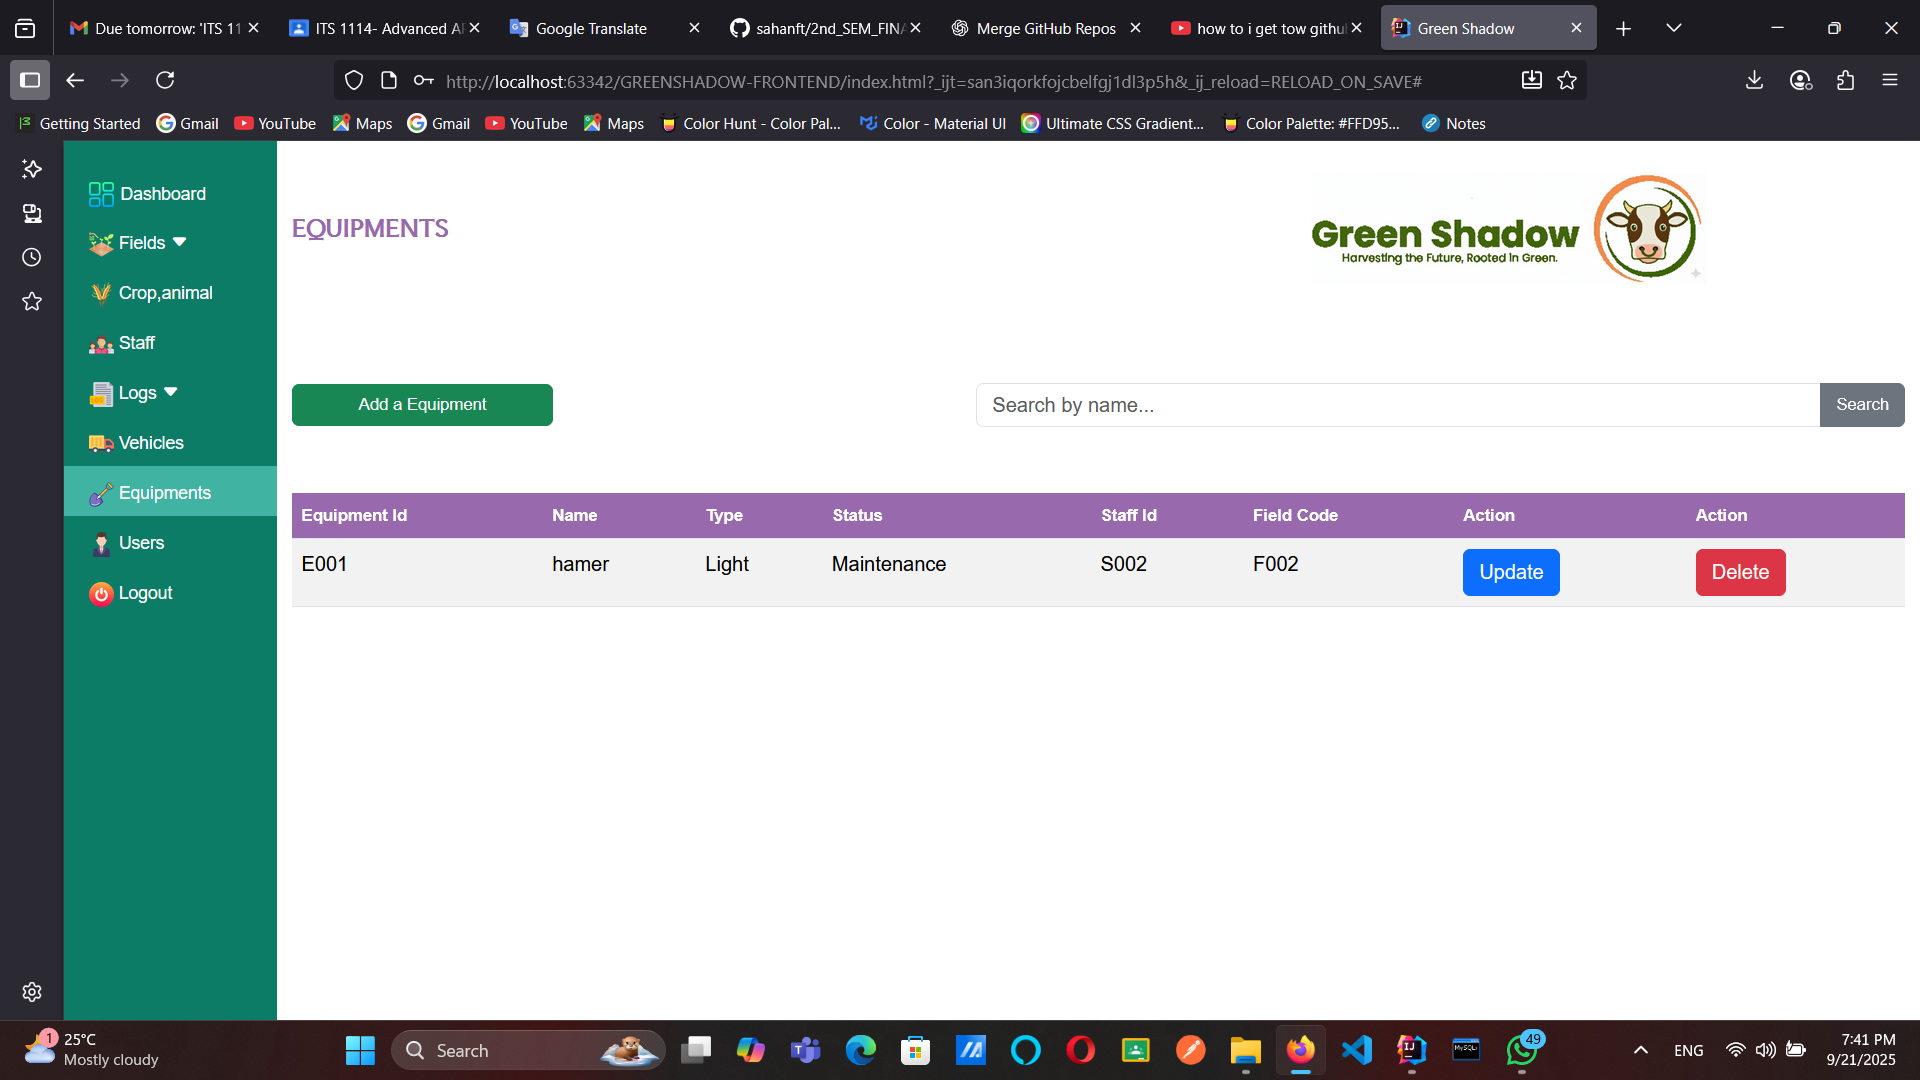 Due tomorrow: 'ITS 11
ITS 1114- Advanced AP
Google Translate
sahanft/2nd_SEM_FINA
Merge GitHub Repos
how to i get tow githu
Green Shadow
http://localhost:63342/GREENSHADOW-FRONTEND/index.html?_ijt=san3iqorkfojcbelfgj1dl3p5h&_ij_reload=RELOAD_ON_SAVE#
Getting Started
Gmail
YouTube
Maps
Gmail
YouTube
Maps
Color Hunt - Color Pal...
Color - Material UI
Ultimate CSS Gradient...
Color Palette: #FFD95...
Notes
Dashboard
Fields
Crop,animal
Staff
Logs
Vehicles
Equipments
Users
Logout
EQUIPMENTS
Green Shadow
Harvesting the Future, Rooted in Green.
Add a Equipment
Search by name...
Search
Equipment Id Name Type Status Staff Id Field Code Action Action
E001 hamer Light Maintenance S002 F002 Update Delete
1
25°C
Mostly cloudy
Search
49
ENG
7:41 PM
9/21/2025